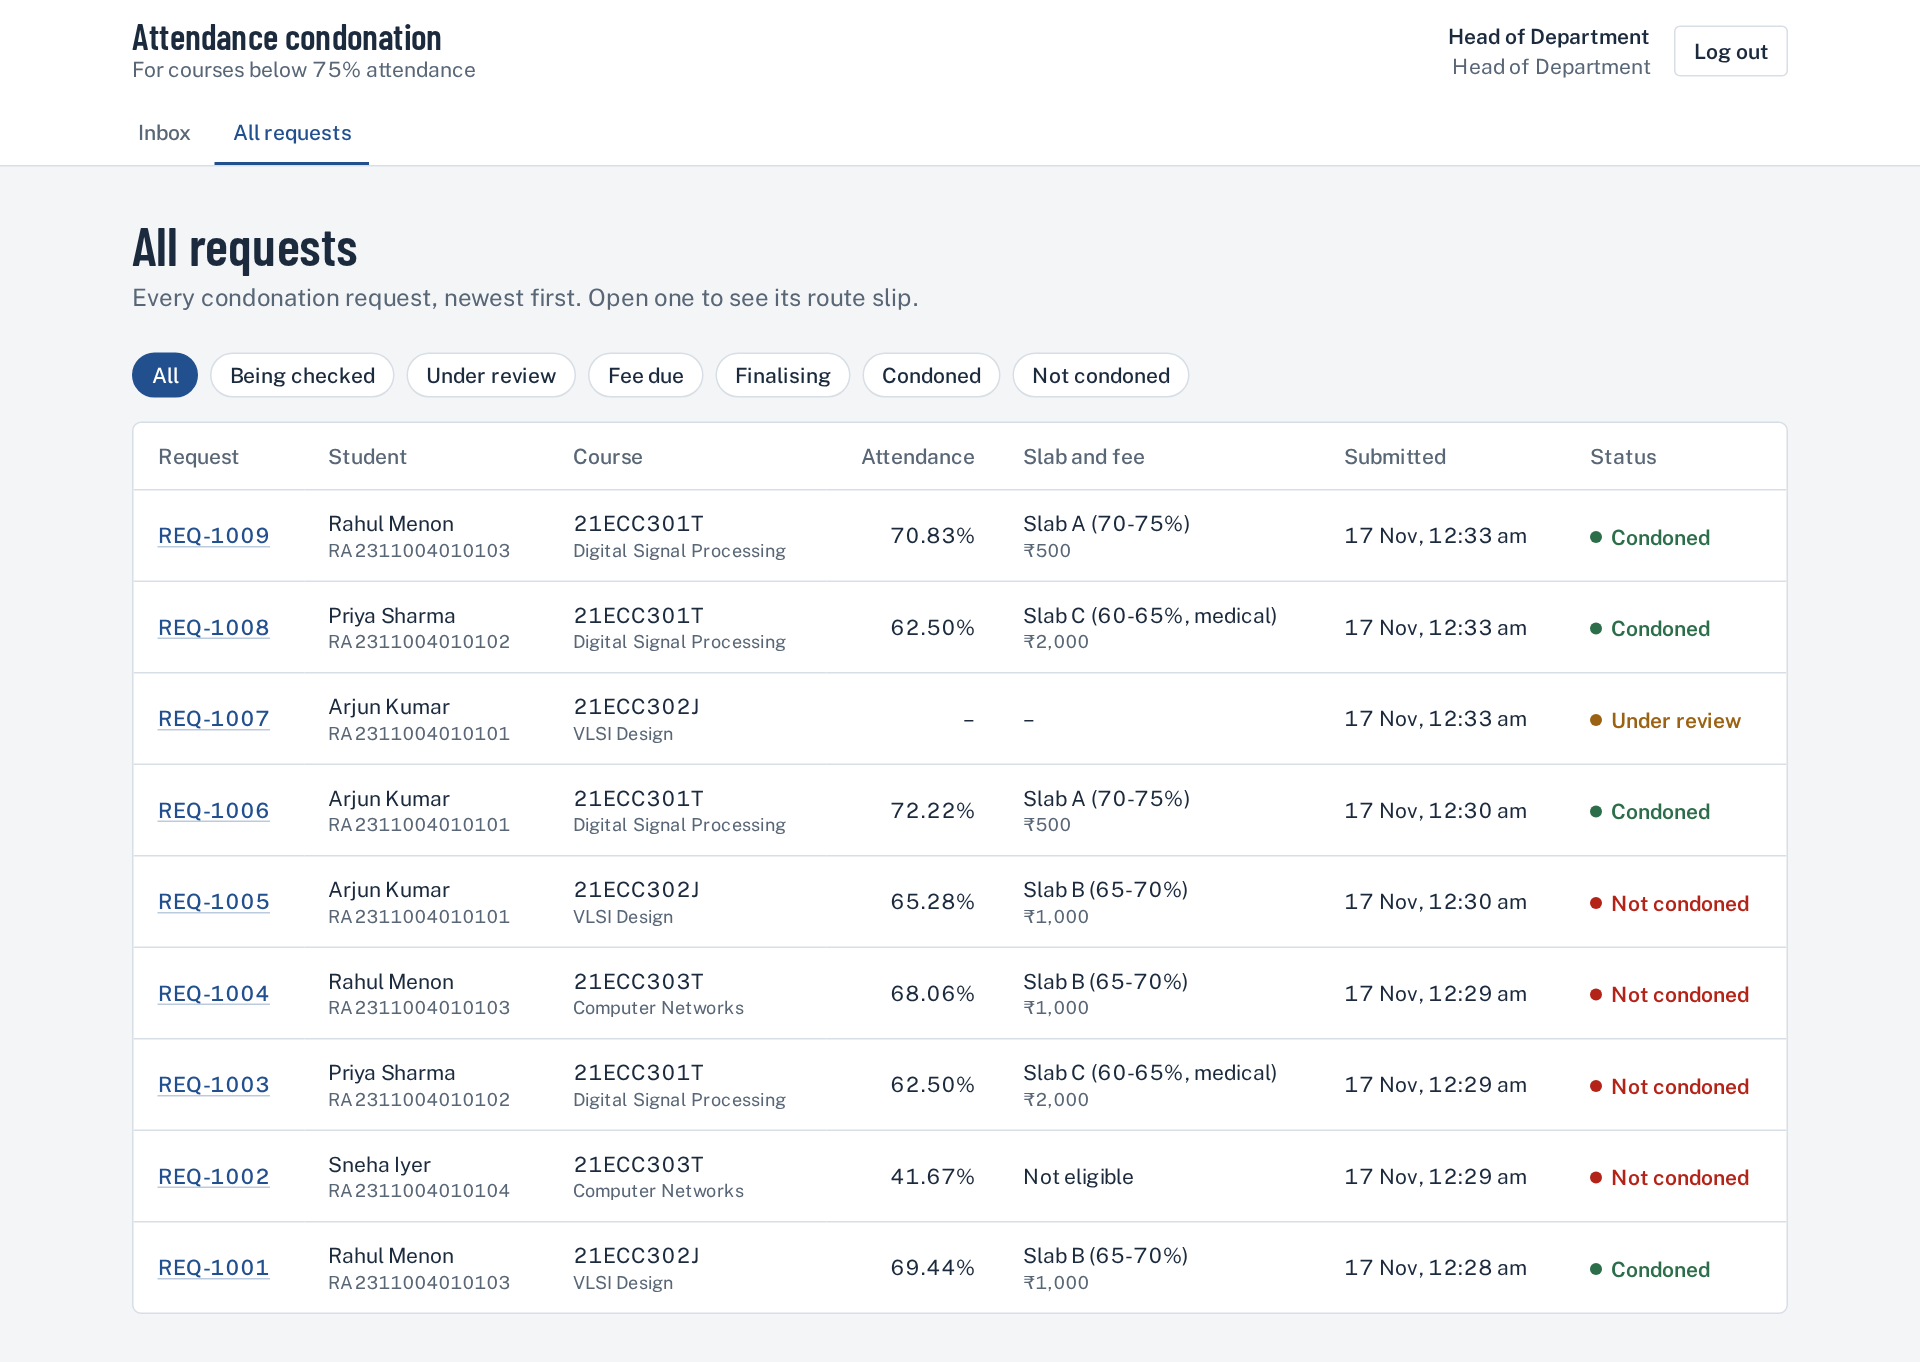 Attendance condonation
For courses below 75% attendance
Head of Department
Head of Department
Log out
Inbox
All requests
All requests
Every condonation request, newest first. Open one to see its route slip.
All
Being checked
Under review
Fee due
Finalising
Condoned
Not condoned
Request Student Course Attendance Slab and fee Submitted Status
REQ-1009 Rahul Menon 21ECC301T 70.83% Slab A (70-75%) 17 Nov, 12:33 am Condoned
RA2311004010103 Digital Signal Processing ₹500
REQ-1008 Priya Sharma 21ECC301T 62.50% Slab C (60-65%, medical) 17 Nov, 12:33 am Condoned
RA2311004010102 Digital Signal Processing ₹2,000
REQ-1007 Arjun Kumar 21ECC302J – – 17 Nov, 12:33 am Under review
RA2311004010101 VLSI Design
REQ-1006 Arjun Kumar 21ECC301T 72.22% Slab A (70-75%) 17 Nov, 12:30 am Condoned
RA2311004010101 Digital Signal Processing ₹500
REQ-1005 Arjun Kumar 21ECC302J 65.28% Slab B (65-70%) 17 Nov, 12:30 am Not condoned
RA2311004010101 VLSI Design ₹1,000
REQ-1004 Rahul Menon 21ECC303T 68.06% Slab B (65-70%) 17 Nov, 12:29 am Not condoned
RA2311004010103 Computer Networks ₹1,000
REQ-1003 Priya Sharma 21ECC301T 62.50% Slab C (60-65%, medical) 17 Nov, 12:29 am Not condoned
RA2311004010102 Digital Signal Processing ₹2,000
REQ-1002 Sneha Iyer 21ECC303T 41.67% Not eligible 17 Nov, 12:29 am Not condoned
RA2311004010104 Computer Networks
REQ-1001 Rahul Menon 21ECC302J 69.44% Slab B (65-70%) 17 Nov, 12:28 am Condoned
RA2311004010103 VLSI Design ₹1,000